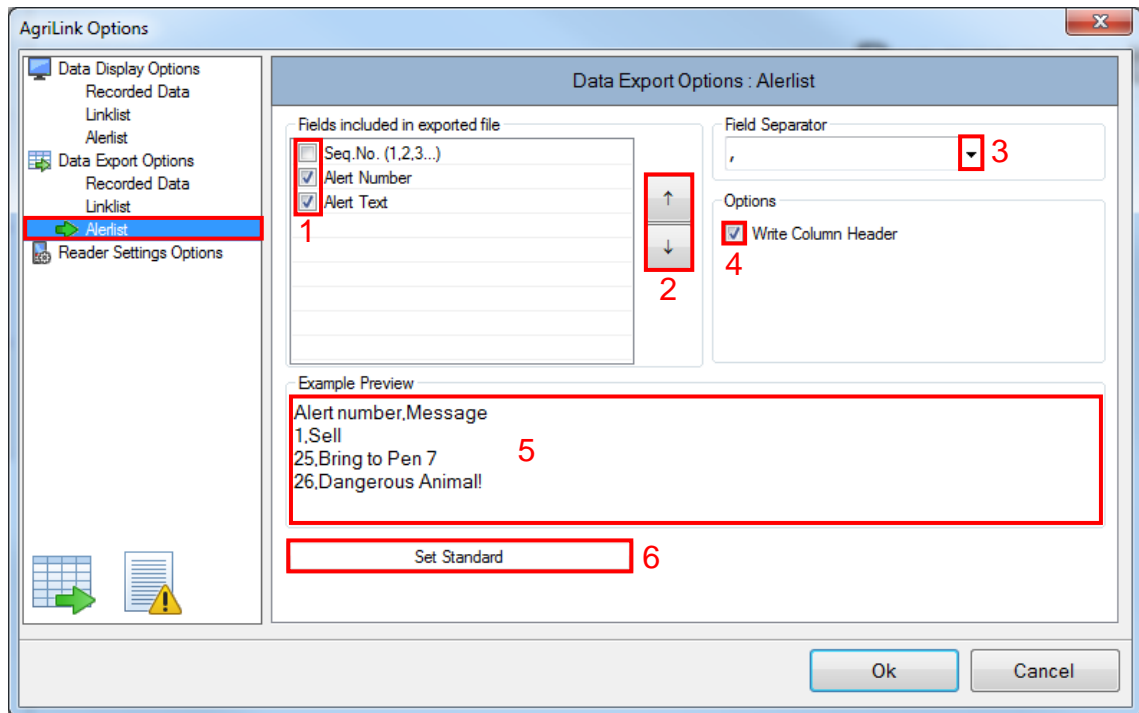 AgriLink Options
x
Data Display Options
Recorded Data
Linklist
Alerlist
Data Export Options
Recorded Data
Linklist
Alerlist
Reader Settings Options
Data Export Options : Alerlist
Fields included in exported file
Seq.No. (1,2,3...)
Alert Number
Alert Text
1
↑
↓
2
Field Separator
,
3
Options
Write Column Header
4
Example Preview
Alert number,Message
1,Sell
25,Bring to Pen 7
26,Dangerous Animal!
5
Set Standard
6
Ok
Cancel